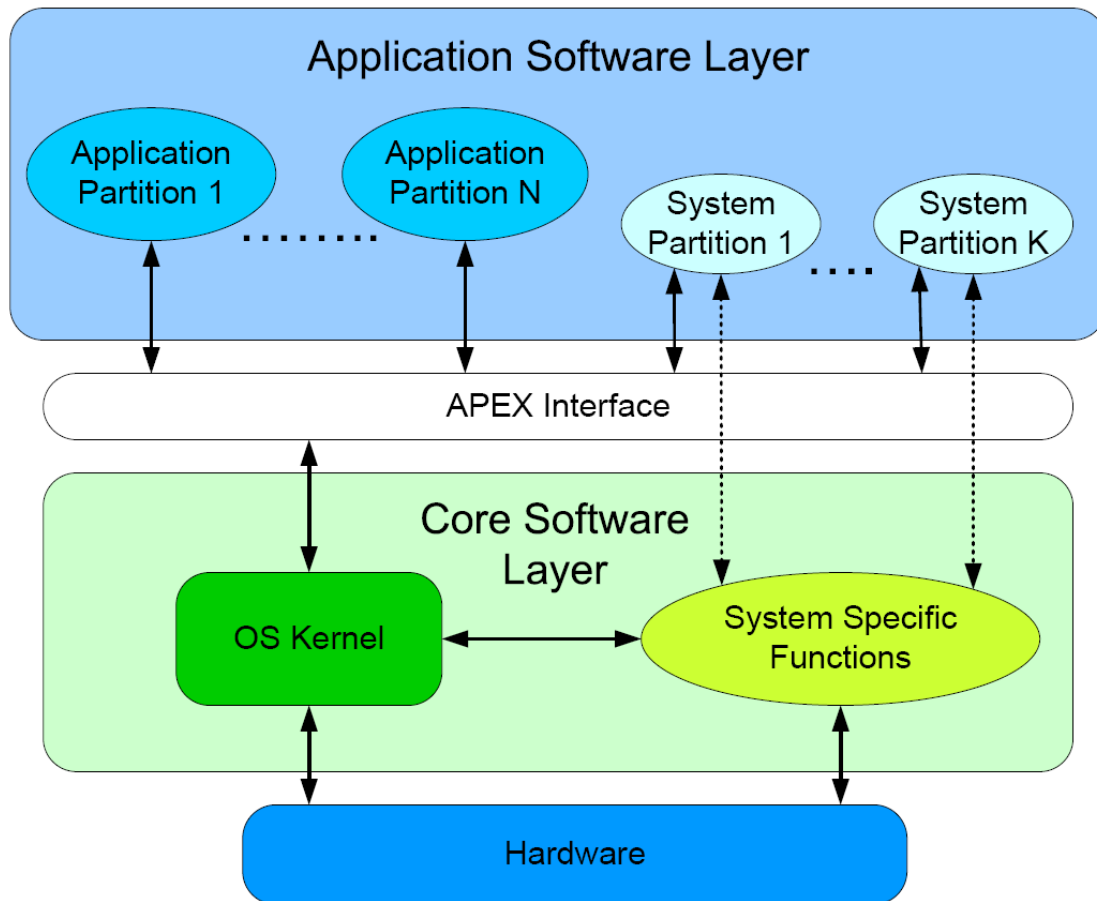 Application Software Layer
Application
Partition 1
Application
Partition N
System
Partition 1
System
Partition K
APEX Interface
Core Software
Layer
OS Kernel
System Specific
Functions
Hardware